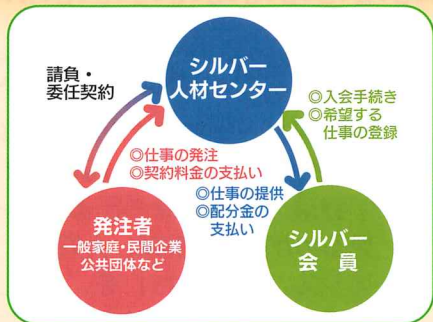 シルバー
人材センター
請負・
委任契約
◎入会手続き
◎希望する
仕事の登録
◎仕事の発注
◎契約料金の支払い
◎仕事の提供
◎配分金の
支払い
発注者
一般家庭・民間企業
公共団体など
シルバー
会 員